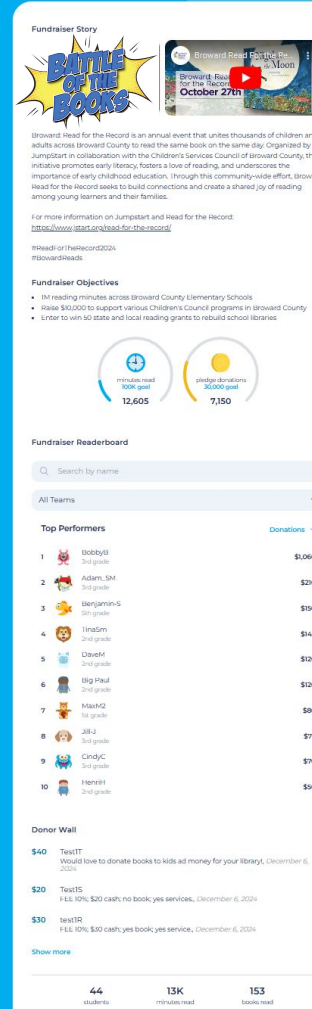 Fundraiser Story
BATTLE
OF THE
BOOKS
Broward Read For the Re...
Moon
Broward: Read
for the Record
October 27th
Broward: Read for the Record is an annual event that unites thousands of children an
adults across Broward County to read the same book on the same day. Organized by
JumpStart in collaboration with the Children's Services Council of Broward County, th
initiative promotes early literacy, fosters a love of reading, and underscores the
importance of early childhood education. Through this community-wide effort, Brow
Read for the Record seeks to build connections and create a shared joy of reading
among young learners and their families.
For more information on Jumpstart and Read for the Record:
https://www.jstart.org/read-for-the-record/
#ReadForTheRecord2024
#BowardReads
Fundraiser Objectives
• 1M reading minutes across Broward County Elementary Schools
• Raise $10,000 to support various Children's Council programs in Broward County
• Enter to win 50 state and local reading grants to rebuild school libraries
minutes read
100K goal
12,605
pledge donations
30,000 goal
7,150
Fundraiser Readerboard
Search by name
All Teams
Top Performers
Donations
1 BobbyB $1,06
3rd grade
2 Adam_SM $21
3rd grade
3 Benjamin-S $15
5th grade
4 TinaSm $14
2nd grade
5 DaveM $12
2nd grade
6 Big Paul $12
2nd grade
7 MaxM2 $8
1st grade
8 Jill-J $7
3rd grade
9 CindyC $7
3rd grade
10 HenriH $5
2nd grade
Donor Wall
$40 Test1T
Would love to donate books to kids ad money for your library!, December 6,
2024
$20 Test1S
FEE 10%; $20 cash; no book; yes services., December 6, 2024
$30 test1R
FEE 10%; $30 cash; yes book; yes service., December 6,
2024
Show more
44 13K 153
students minutes read books read